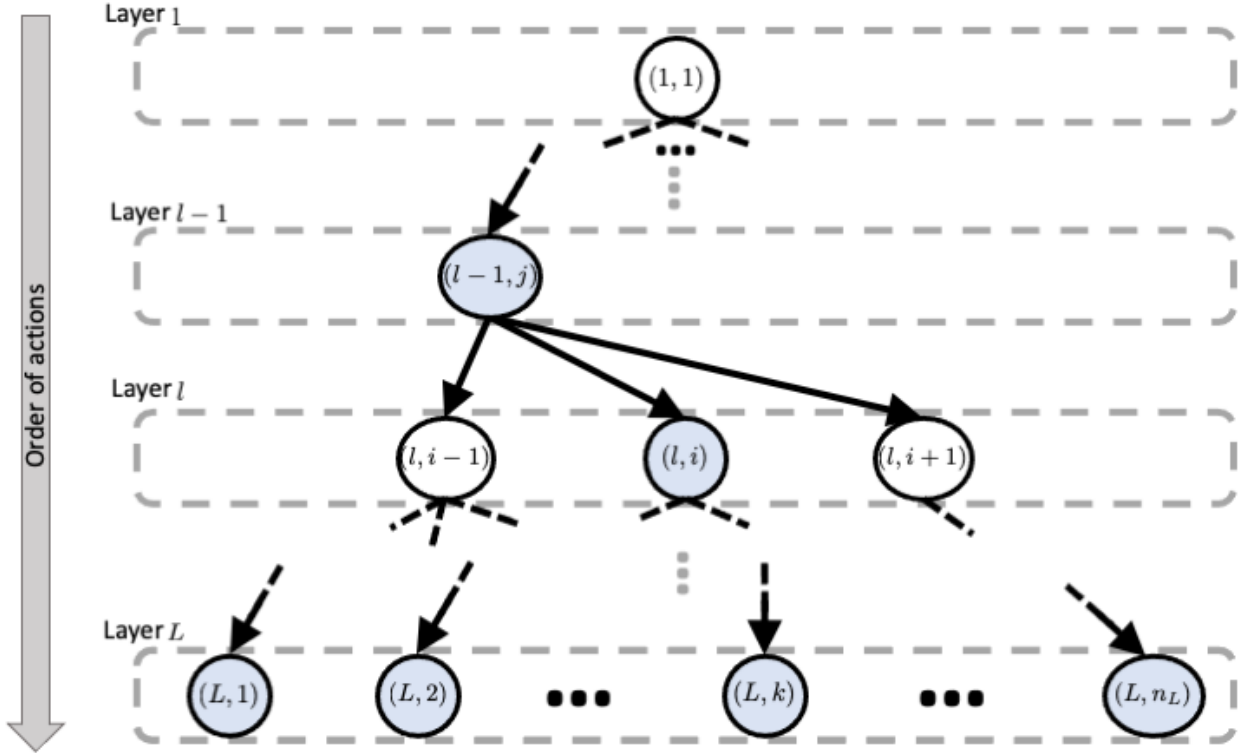 Layer 1
(1, 1)
Layer l − 1
(l − 1, j)
Order of actions
Layer l
(l, i − 1)
(l, i)
(l, i + 1)
Layer L
(L, 1)
(L, 2)
(L, k)
(L, n_L)